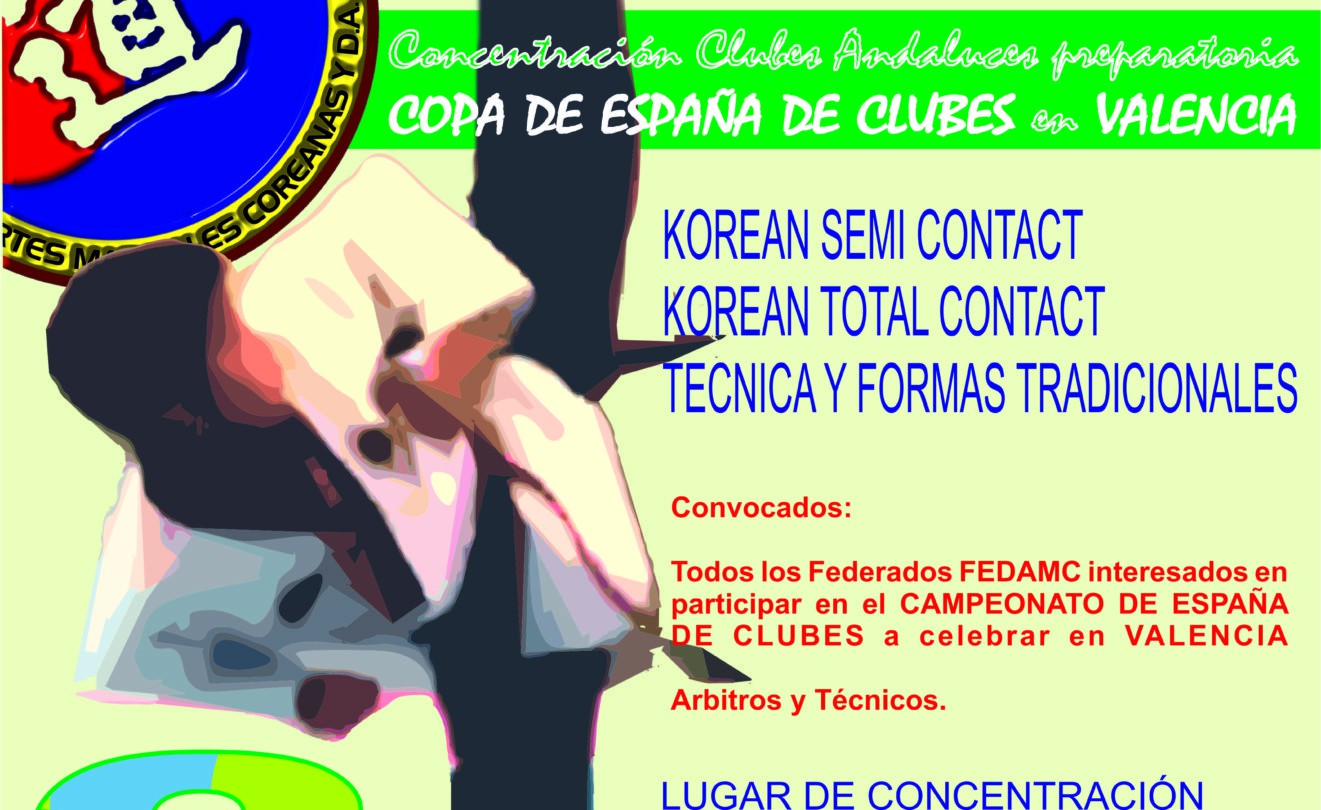 Concentración Clubes Andaluces preparatoria
COPA DE ESPAÑA DE CLUBES en VALENCIA
COREANAS Y D.A.
KOREAN SEMI CONTACT
KOREAN TOTAL CONTACT
TECNICA Y FORMAS TRADICIONALES
Convocados:
Todos los Federados FEDAMC interesados en
participar en el CAMPEONATO DE ESPAÑA
DE CLUBES a celebrar en VALENCIA
Arbitros y Técnicos.
LUGAR DE CONCENTRACIÓN